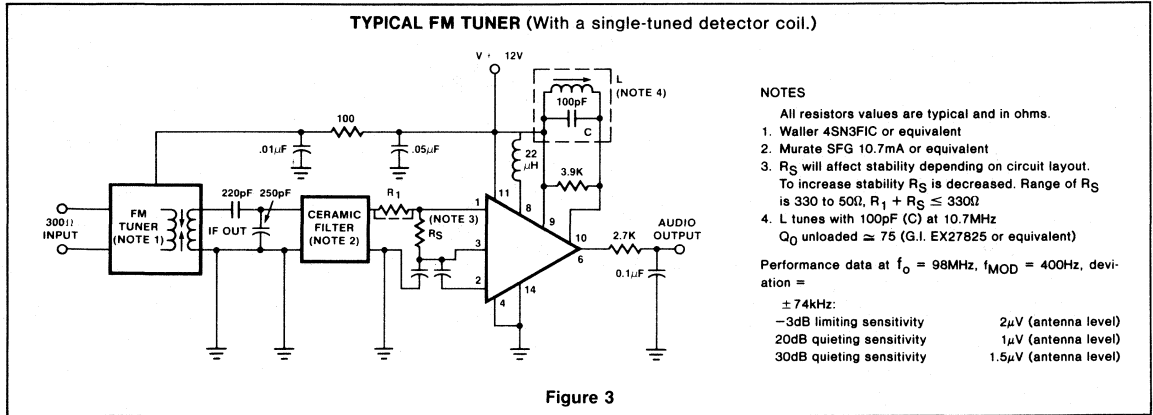 TYPICAL FM TUNER (With a single-tuned detector coil.)
V + 12V
L
(NOTE 4)
100pF
C
100
.01μF
.05μF
22
μH
3.9K
11
8
9
10
220pF
250pF
R1
(NOTE 3)
RS
1
3
2
4
14
6
FM
TUNER
(NOTE 1)
300Ω
INPUT
IF OUT
CERAMIC
FILTER
(NOTE 2)
2.7K
AUDIO
OUTPUT
0.1μF
NOTES
All resistors values are typical and in ohms.
1. Waller 4SN3FIC or equivalent
2. Murate SFG 10.7mA or equivalent
3. RS will affect stability depending on circuit layout.
To increase stability RS is decreased. Range of RS
is 330 to 50Ω, R1 + RS ≤ 330Ω
4. L tunes with 100pF (C) at 10.7MHz
Q0 unloaded ≃ 75 (G.I. EX27825 or equivalent)
Performance data at fo = 98MHz, fMOD = 400Hz, devi-
ation =
±74kHz:
−3dB limiting sensitivity 2μV (antenna level)
20dB quieting sensitivity 1μV (antenna level)
30dB quieting sensitivity 1.5μV (antenna level)
Figure 3